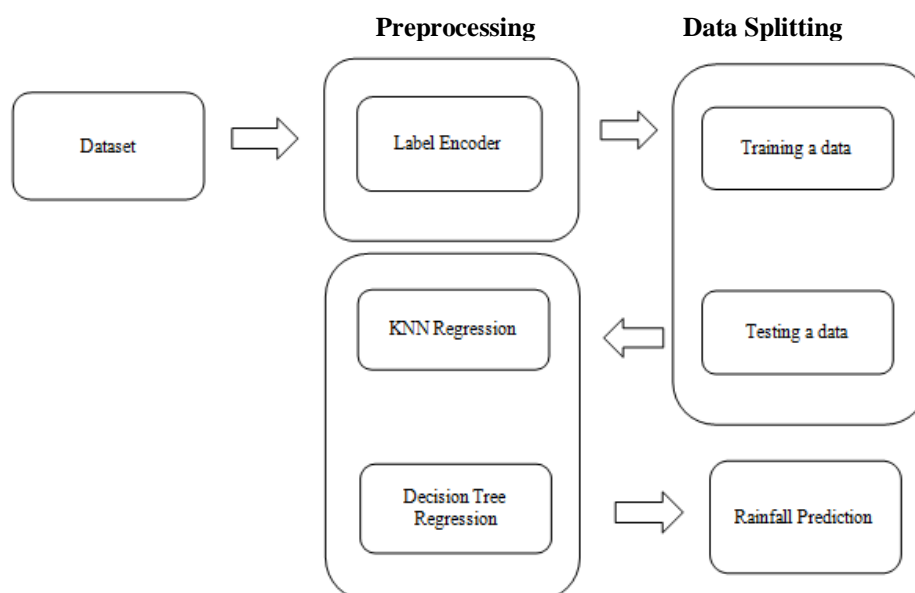 Preprocessing
Data Splitting
Dataset
Label Encoder
Training a data
KNN Regression
Testing a data
Decision Tree
Regression
Rainfall Prediction